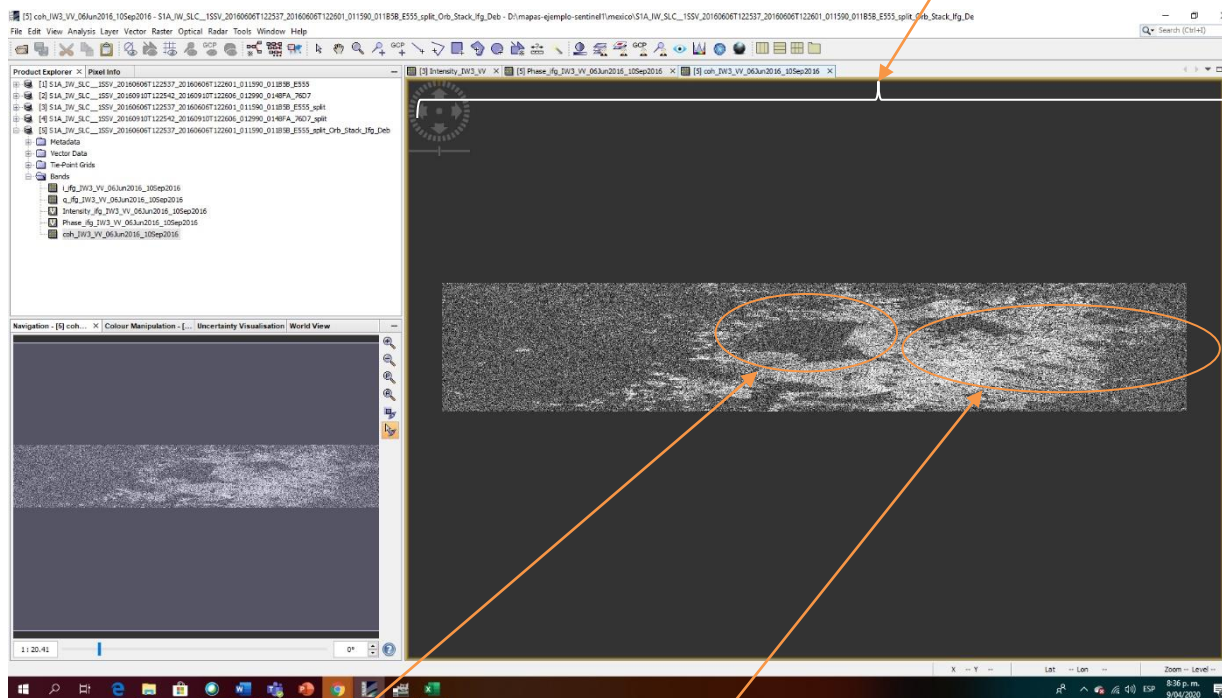 [5] coh_IW3_VV_06Jun2016_10Sep2016 - S1A_IW_SLC__1SSV_20160606T122537_20160606T122601_011590_011B5B_E555_split_Orb_Stack_Ifg_Deb - D:\mapas-ejemplo-sentinel1\mexico\S1A_IW_SLC__1SSV_20160606T122537_20160606T122601_011590_011B5B_E555_split_Orb_Stack_Ifg_De
File Edit View Analysis Layer Vector Raster Optical Radar Tools Window Help
Search (Ctrl+I)
GCP GCP GCP
Product Explorer × Pixel Info
[3] Intensity_IW3_VV × [5] Phase_ifg_IW3_VV_06Jun2016_10Sep2016 × [5] coh_IW3_VV_06Jun2016_10Sep2016 ×
[1] S1A_IW_SLC__1SSV_20160606T122537_20160606T122601_011590_011B5B_E555
[2] S1A_IW_SLC__1SSV_20160910T122542_20160910T122606_012990_0148FA_76D7
[3] S1A_IW_SLC__1SSV_20160606T122537_20160606T122601_011590_011B5B_E555_split
[4] S1A_IW_SLC__1SSV_20160910T122542_20160910T122606_012990_0148FA_76D7_split
[5] S1A_IW_SLC__1SSV_20160606T122537_20160606T122601_011590_011B5B_E555_split_Orb_Stack_Ifg_Deb
Metadata
Vector Data
Tie-Point Grids
Bands
i_ifg_IW3_VV_06Jun2016_10Sep2016
q_ifg_IW3_VV_06Jun2016_10Sep2016
Intensity_ifg_IW3_VV_06Jun2016_10Sep2016
Phase_ifg_IW3_VV_06Jun2016_10Sep2016
coh_IW3_VV_06Jun2016_10Sep2016
Navigation - [5] coh... × Colour Manipulation - [... Uncertainty Visualisation World View
1:20.41
0°
X -- Y -- Lat -- Lon -- Zoom -- Level --
ESP
8:36 p. m.
9/04/2020